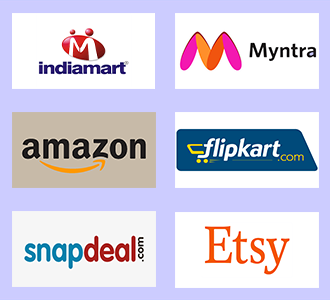 indiamart
Myntra
amazon
flipkart
.com
snapdeal
.com
Etsy